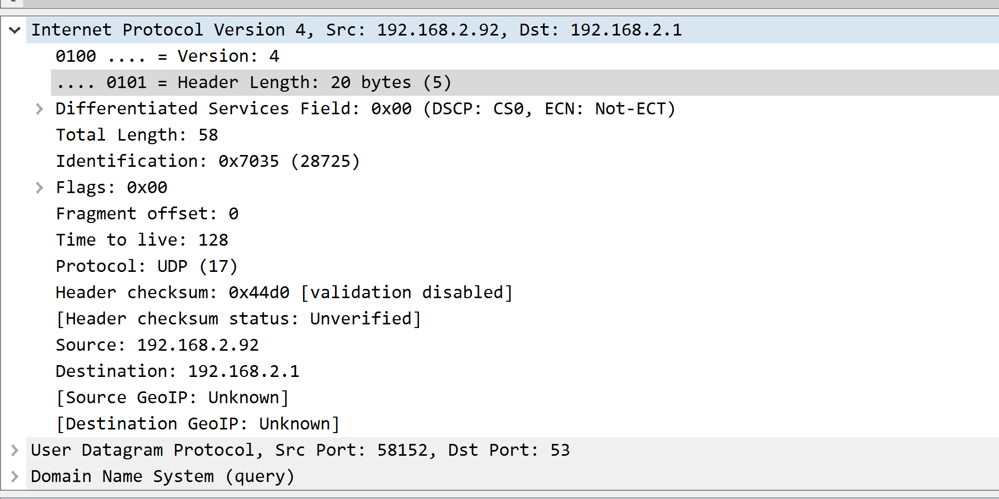 Internet Protocol Version 4, Src: 192.168.2.92, Dst: 192.168.2.1
0100 .... = Version: 4
.... 0101 = Header Length: 20 bytes (5)
Differentiated Services Field: 0x00 (DSCP: CS0, ECN: Not-ECT)
Total Length: 58
Identification: 0x7035 (28725)
Flags: 0x00
Fragment offset: 0
Time to live: 128
Protocol: UDP (17)
Header checksum: 0x44d0 [validation disabled]
[Header checksum status: Unverified]
Source: 192.168.2.92
Destination: 192.168.2.1
[Source GeoIP: Unknown]
[Destination GeoIP: Unknown]
User Datagram Protocol, Src Port: 58152, Dst Port: 53
Domain Name System (query)